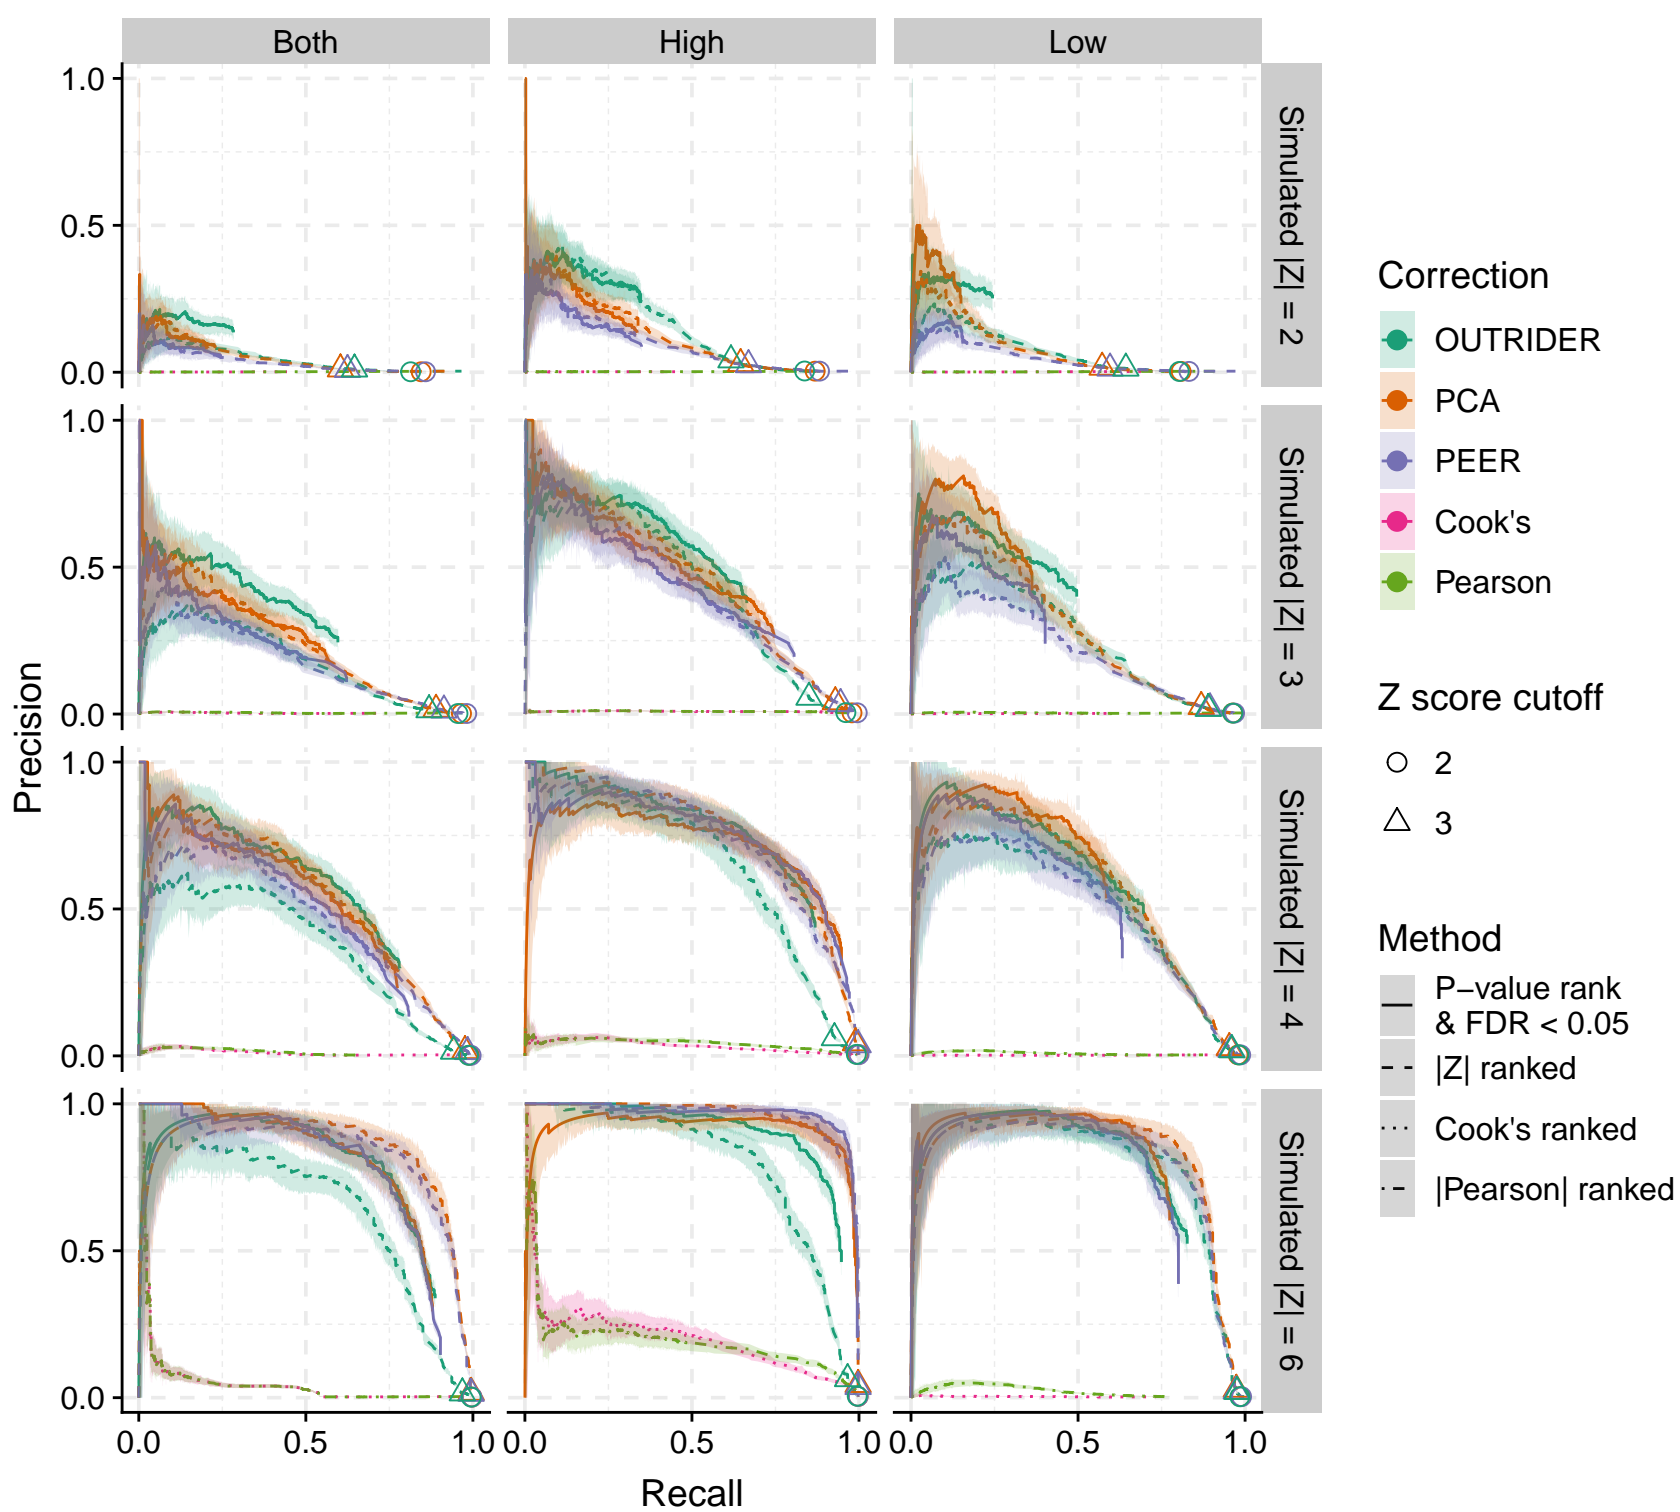 Both High Low
1.0
0.5
0.0
Simulated |Z| = 2
1.0
0.5
0.0
Simulated |Z| = 3
1.0
0.5
0.0
Simulated |Z| = 4
1.0
0.5
0.0
Simulated |Z| = 6
0.0 0.5 1.0 0.0 0.5 1.0 0.0 0.5 1.0
Recall
Precision
Correction
OUTRIDER
PCA
PEER
Cook's
Pearson
Z score cutoff
2
3
Method
P−value rank
& FDR < 0.05
|Z| ranked
Cook's ranked
|Pearson| ranked